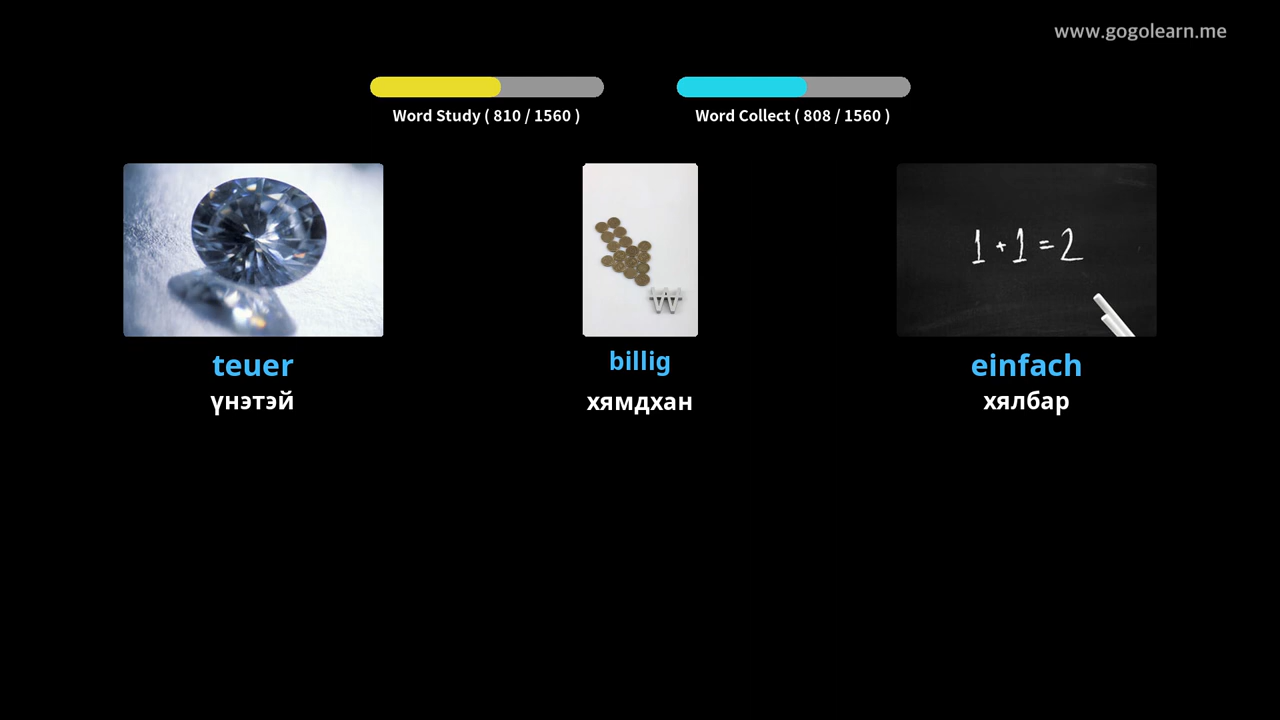 www.gogolearn.me
Word Study ( 810 / 1560 )
Word Collect ( 808 / 1560 )
1 + 1 = 2
₩
teuer
billig
einfach
үнэтэй
хямдхан
хялбар